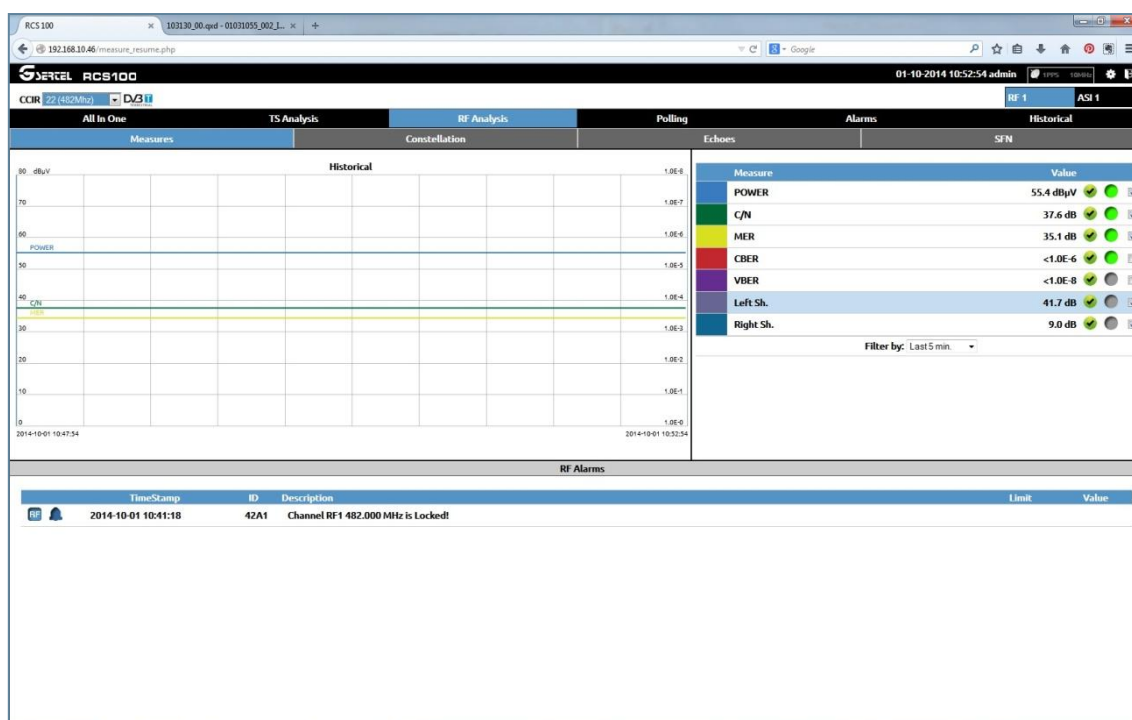 RCS 100 × 103130_00.qxd - 01031055_002_I... × +
192.168.10.46/measure_resume.php Google
SERTEL RCS100 01-10-2014 10:52:54 admin 1PPS 10MHz
CCIR 22 (482Mhz) DVB T RF 1 ASI 1
All In One TS Analysis RF Analysis Polling Alarms Historical
Measures Constellation Echoes SFN
Historical
80 dBµV 1.0E-8
70 1.0E-7
60 1.0E-6
POWER
50 1.0E-5
40 1.0E-4
C/N
MER
30 1.0E-3
20 1.0E-2
10 1.0E-1
0 1.0E-0
2014-10-01 10:47:54 2014-10-01 10:52:54
Measure Value
POWER 55.4 dBµV
C/N 37.6 dB
MER 35.1 dB
CBER <1.0E-6
VBER <1.0E-8
Left Sh. 41.7 dB
Right Sh. 9.0 dB
Filter by: Last 5 min.
RF Alarms
TimeStamp ID Description Limit Value
RF 2014-10-01 10:41:18 42A1 Channel RF1 482.000 MHz is Locked!